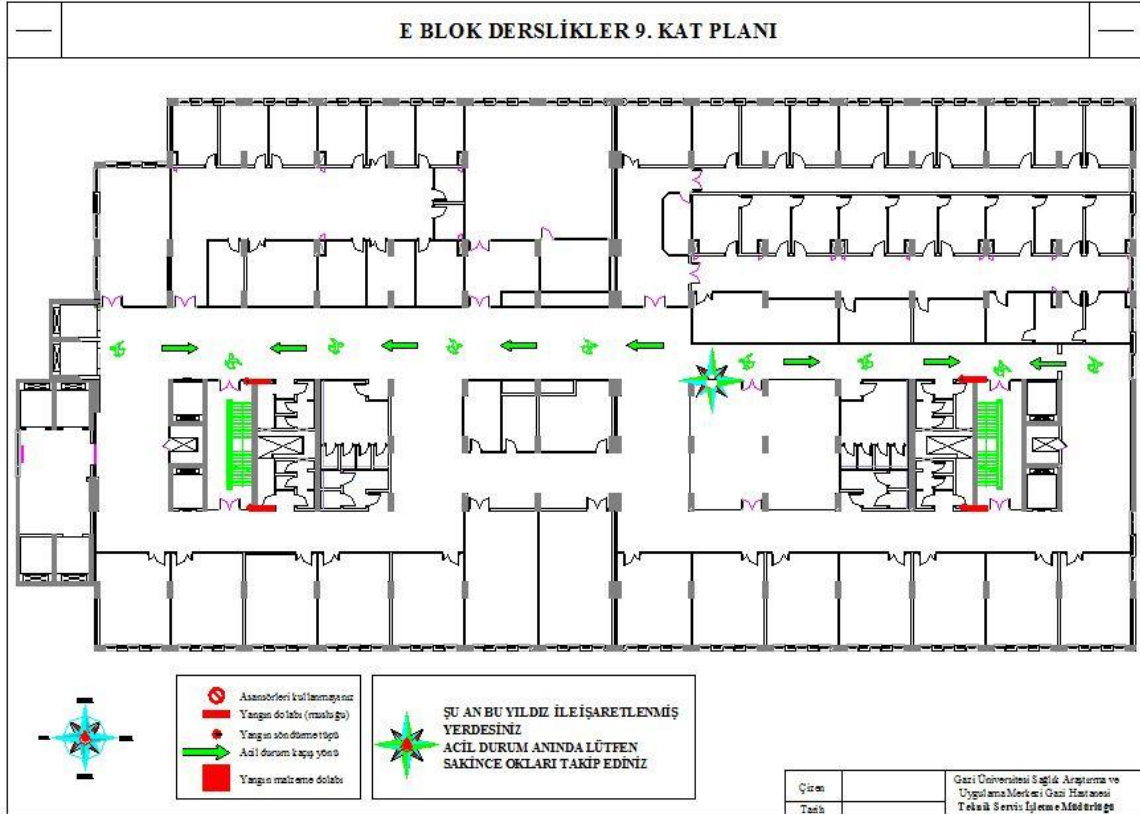 E BLOK DERSLİKLER 9. KAT PLANI
Asansörleri kullanmayınız
Yangın dolabı (musluğu)
Yangın söndürme tüpü
Acil durum kaçış yönü
Yangın malzeme dolabı
ŞU AN BU YILDIZ İLE İŞARETLENMİŞ
YERDESİNİZ
ACİL DURUM ANINDA LÜTFEN
SAKİNCE OKLARI TAKİP EDİNİZ
Çizen
Tarih
Gazi Üniversitesi Sağlık Araştırma ve
Uygulama Merkezi Gazi Hastanesi
Teknik Servis İşletme Müdürlüğü